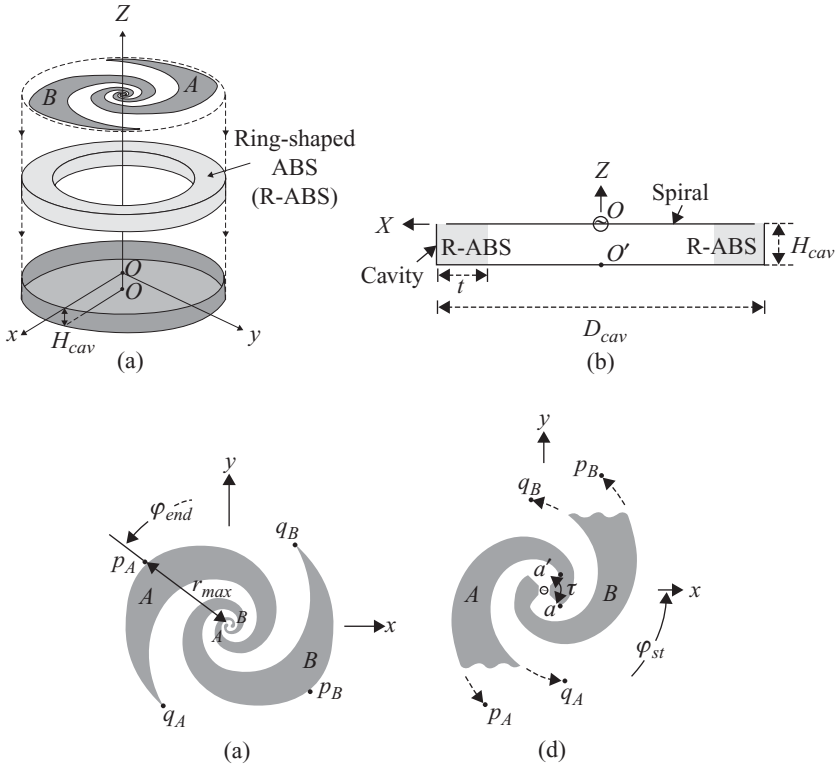 Z
A
B
Ring-shaped
ABS
(R-ABS)
O
O
x
y
H_cav
(a)
Z
X
O
Spiral
R-ABS
R-ABS
H_cav
O′
Cavity
t
D_cav
(b)
y
φ_end
q_B
p_A
r_max
A
B
A
x
B
p_B
q_A
(a)
y
p_B
q_B
a′
A
τ
B
x
a
φ_st
q_A
p_A
(d)